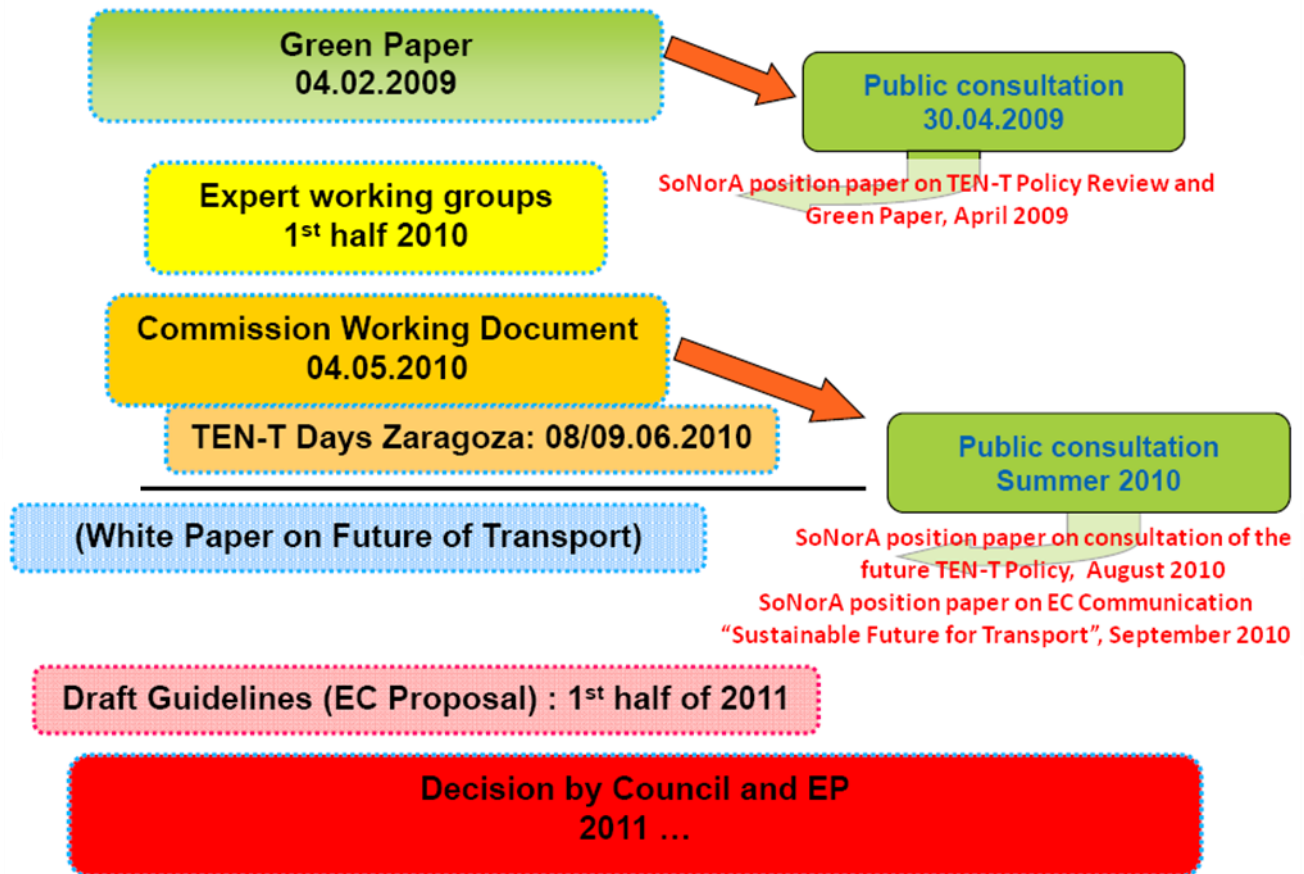 Green Paper
04.02.2009
Public consultation
30.04.2009
SoNorA position paper on TEN-T Policy Review and
Green Paper, April 2009
Expert working groups
1st half 2010
Commission Working Document
04.05.2010
TEN-T Days Zaragoza: 08/09.06.2010
Public consultation
Summer 2010
(White Paper on Future of Transport)
SoNorA position paper on consultation of the
future TEN-T Policy, August 2010
SoNorA position paper on EC Communication
“Sustainable Future for Transport”, September 2010
Draft Guidelines (EC Proposal) : 1st half of 2011
Decision by Council and EP
2011 ...